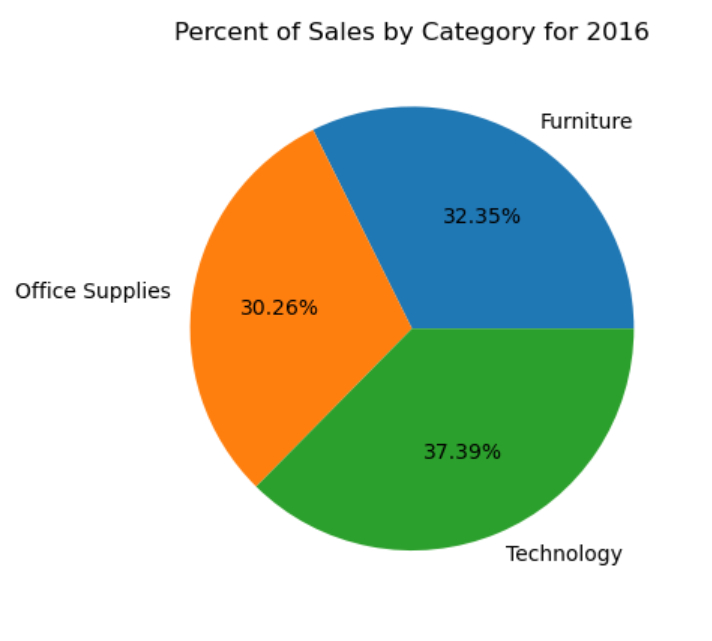 Percent of Sales by Category for 2016
Furniture
32.35%
Office Supplies
30.26%
37.39%
Technology